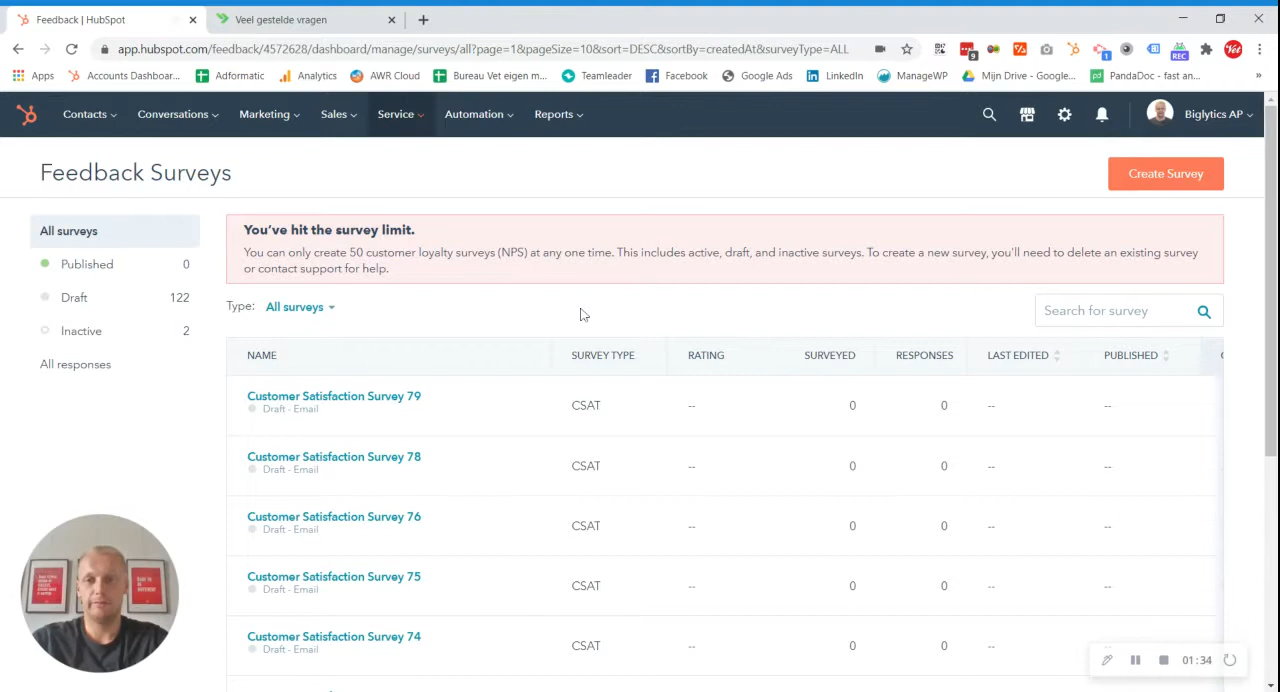 Feedback | HubSpot
Veel gestelde vragen
app.hubspot.com/feedback/4572628/dashboard/manage/surveys/all?page=1&pageSize=10&sort=DESC&sortBy=createdAt&surveyType=ALL
9
1
REC
Vet
Apps
Accounts Dashboar...
Adformatic
Analytics
AWR Cloud
Bureau Vet eigen m...
Teamleader
Facebook
Google Ads
LinkedIn
ManageWP
Mijn Drive - Google...
PandaDoc - fast an...
»
Contacts
Conversations
Marketing
Sales
Service
Automation
Reports
Biglytics AP
Feedback Surveys
Create Survey
All surveys
Published 0
Draft 122
Inactive 2
All responses
You've hit the survey limit.
You can only create 50 customer loyalty surveys (NPS) at any one time. This includes active, draft, and inactive surveys. To create a new survey, you'll need to delete an existing survey
or contact support for help.
Type: All surveys
Search for survey
NAME SURVEY TYPE RATING SURVEYED RESPONSES LAST EDITED PUBLISHED
Customer Satisfaction Survey 79
Draft - Email
CSAT -- 0 0 -- --
Customer Satisfaction Survey 78
Draft - Email
CSAT -- 0 0 -- --
Customer Satisfaction Survey 76
Draft - Email
CSAT -- 0 0 -- --
Customer Satisfaction Survey 75
Draft - Email
CSAT -- 0 0 -- --
Customer Satisfaction Survey 74
Draft - Email
CSAT -- 0 0 -- --
01:34